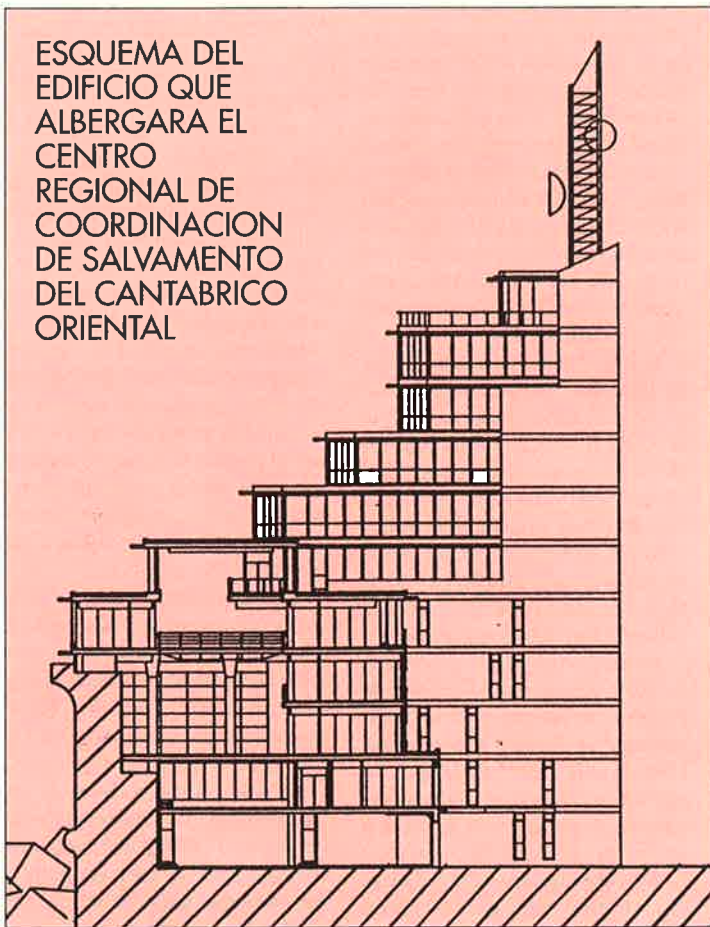 ESQUEMA DEL
EDIFICIO QUE
ALBERGARA EL
CENTRO
REGIONAL DE
COORDINACION
DE SALVAMENTO
DEL CANTABRICO
ORIENTAL